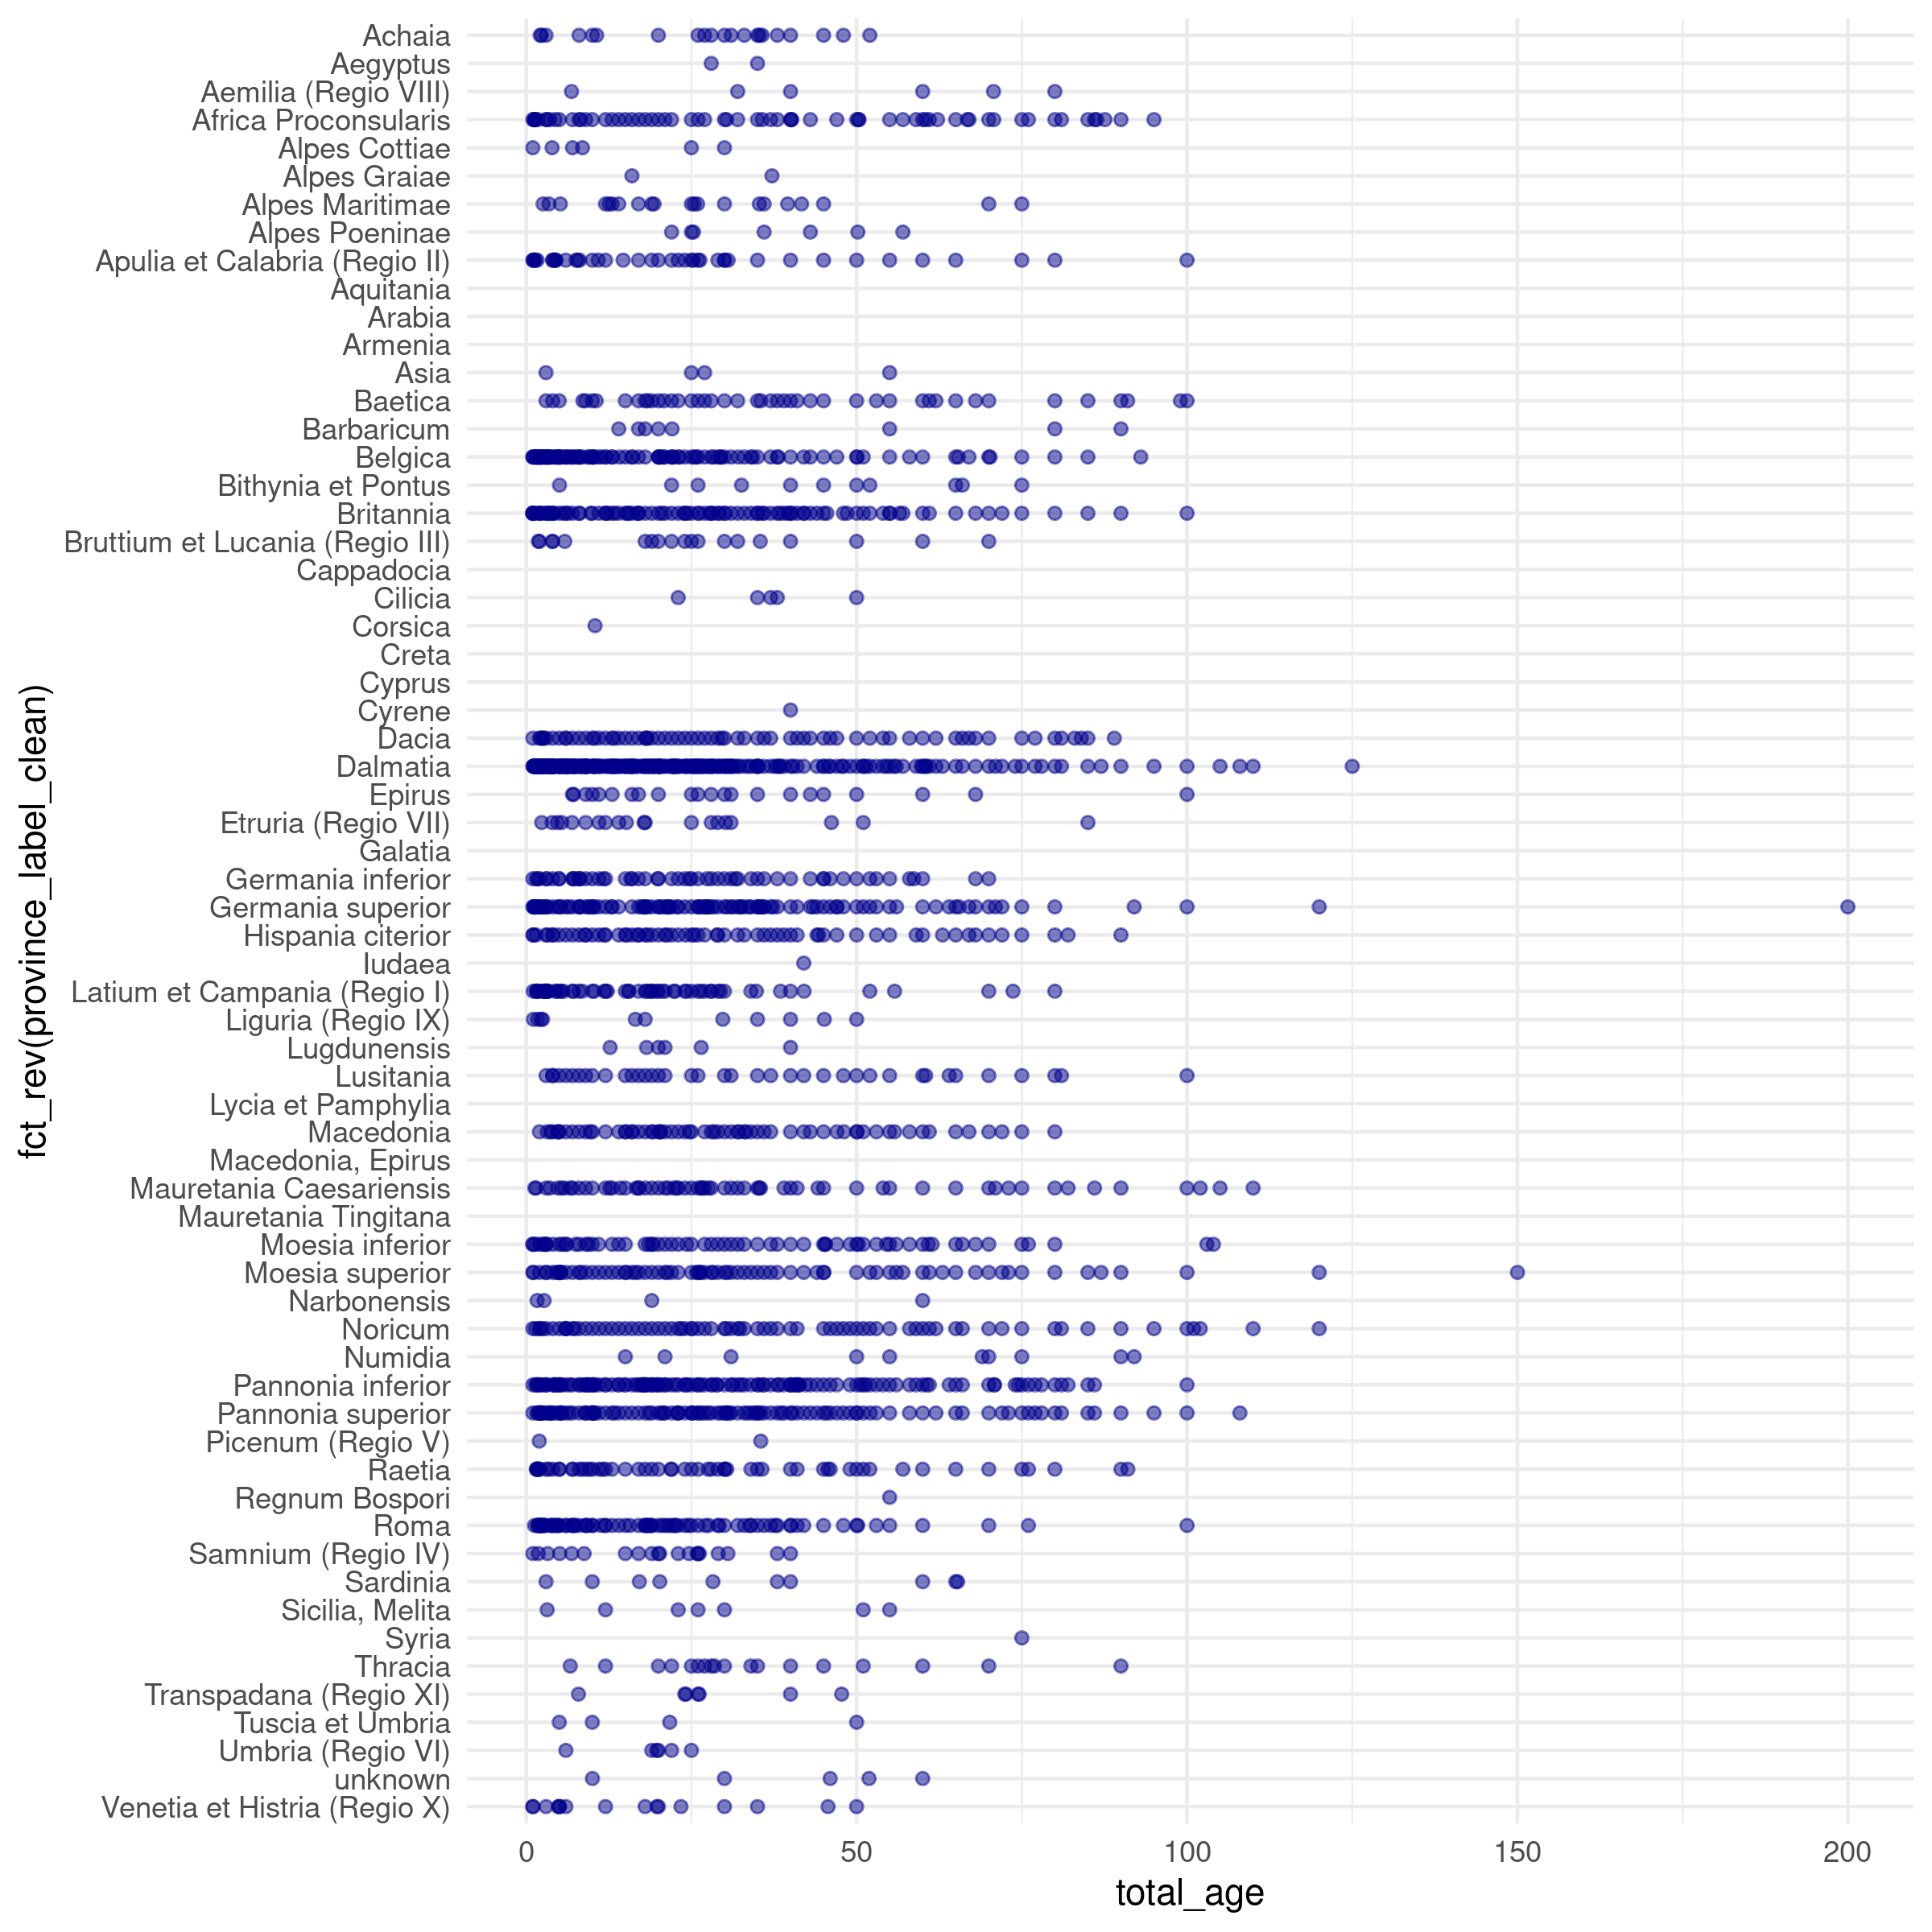 Achaia
Aegyptus
Aemilia (Regio VIII)
Africa Proconsularis
Alpes Cottiae
Alpes Graiae
Alpes Maritimae
Alpes Poeninae
Apulia et Calabria (Regio II)
Aquitania
Arabia
Armenia
Asia
Baetica
Barbaricum
Belgica
Bithynia et Pontus
Britannia
Bruttium et Lucania (Regio III)
Cappadocia
Cilicia
Corsica
Creta
Cyprus
Cyrene
Dacia
Dalmatia
Epirus
Etruria (Regio VII)
Galatia
Germania inferior
Germania superior
Hispania citerior
Iudaea
Latium et Campania (Regio I)
Liguria (Regio IX)
Lugdunensis
Lusitania
Lycia et Pamphylia
Macedonia
Macedonia, Epirus
Mauretania Caesariensis
Mauretania Tingitana
Moesia inferior
Moesia superior
Narbonensis
Noricum
Numidia
Pannonia inferior
Pannonia superior
Picenum (Regio V)
Raetia
Regnum Bospori
Roma
Samnium (Regio IV)
Sardinia
Sicilia, Melita
Syria
Thracia
Transpadana (Regio XI)
Tuscia et Umbria
Umbria (Regio VI)
unknown
Venetia et Histria (Regio X)
fct_rev(province_label_clean)
0 50 100 150 200
total_age